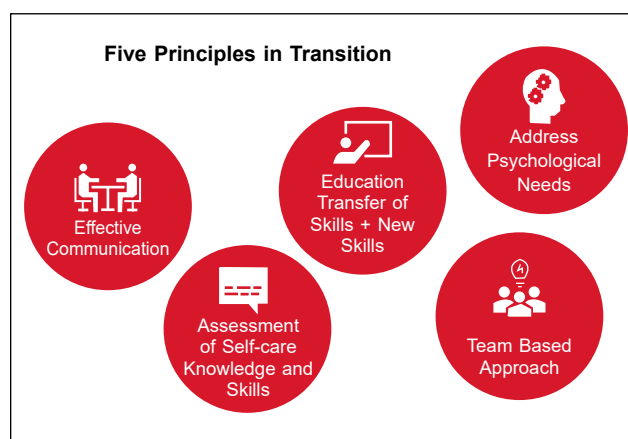 Five Principles in Transition
Effective
Communication
Assessment
of Self-care
Knowledge and
Skills
Education
Transfer of
Skills + New
Skills
Address
Psychological
Needs
Team Based
Approach